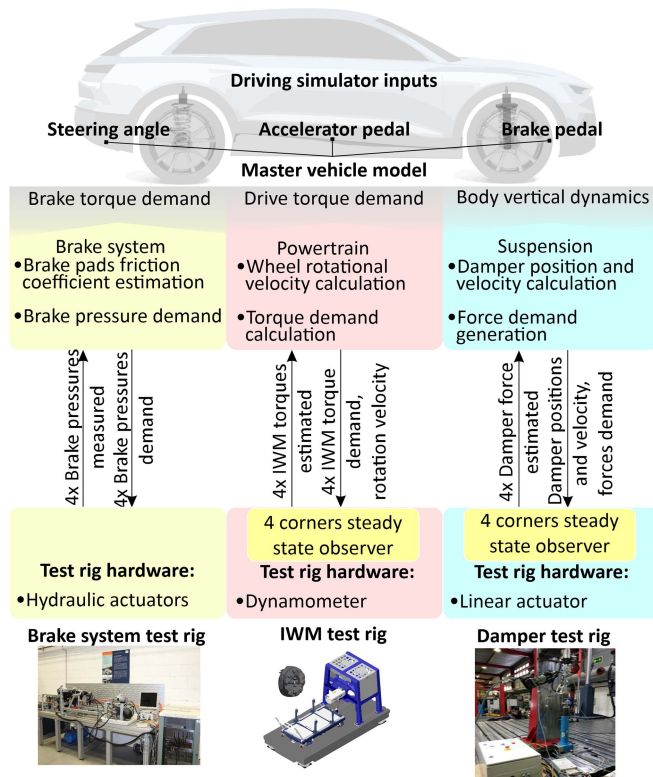 Driving simulator inputs
Steering angle
Accelerator pedal
Brake pedal
Master vehicle model
Brake torque demand
Drive torque demand
Body vertical dynamics
Brake system
•Brake pads friction
coefficient estimation
•Brake pressure demand
Powertrain
•Wheel rotational
velocity calculation
•Torque demand
calculation
Suspension
•Damper position and
velocity calculation
•Force demand
generation
4x Brake pressures
measured
4x Brake pressures
demand
4x IWM torques
estimated
4x IWM torque
demand,
rotation velocity
4x Damper force
estimated
Damper positions
and velocity,
forces demand
4 corners steady
state observer
4 corners steady
state observer
Test rig hardware:
•Hydraulic actuators
Test rig hardware:
•Dynamometer
Test rig hardware:
•Linear actuator
Brake system test rig
IWM test rig
Damper test rig